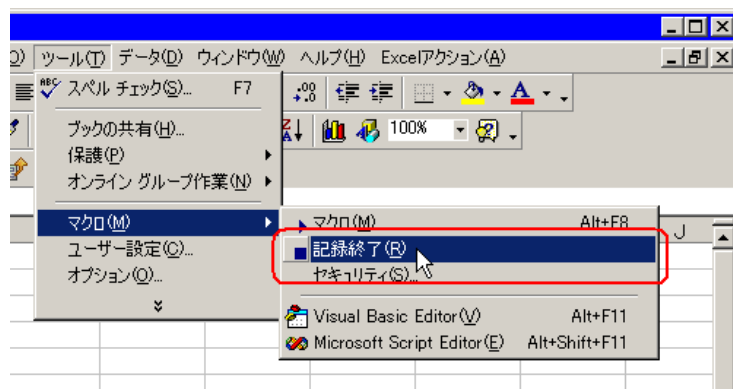 ツール(T) データ(D) ウィンドウ(W) ヘルプ(H) Excelアクション(A)
スペル チェック(S)... F7
ブックの共有(H)...
100%
保護(P)
オンライン グループ作業(N)
マクロ(M)
マクロ(M) Alt+F8
J
ユーザー設定(C)...
記録終了(R)
オプション(O)...
セキュリティ(S)...
Visual Basic Editor(V) Alt+F11
Microsoft Script Editor(E) Alt+Shift+F11